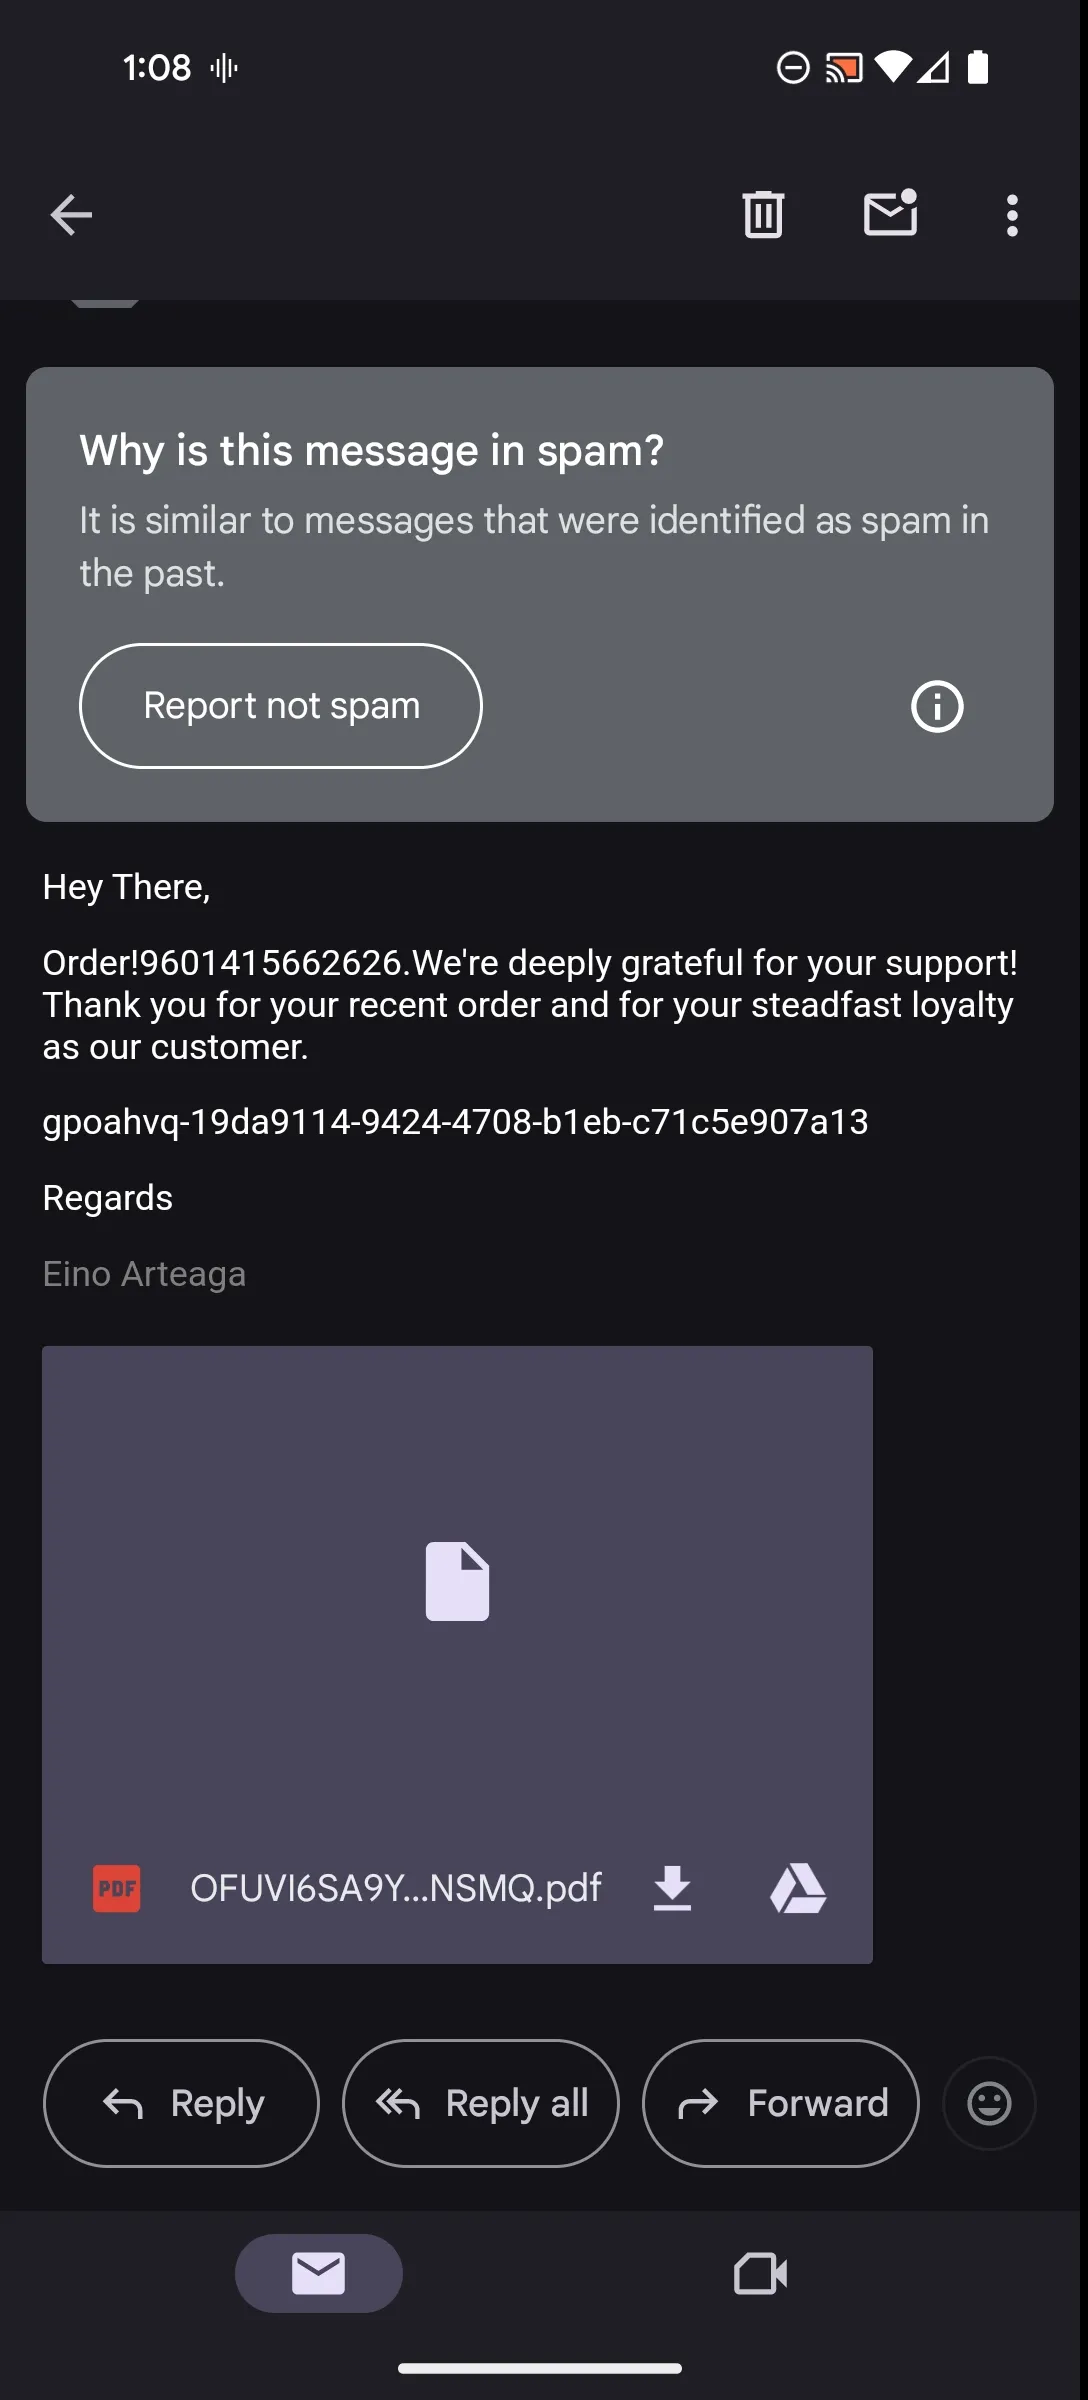 1:08
Why is this message in spam?
It is similar to messages that were identified as spam in
the past.
Report not spam
Hey There,
Order!9601415662626.We're deeply grateful for your support!
Thank you for your recent order and for your steadfast loyalty
as our customer.
gpoahvq-19da9114-9424-4708-b1eb-c71c5e907a13
Regards
Eino Arteaga
PDF OFUVI6SA9Y...NSMQ.pdf
Reply Reply all Forward